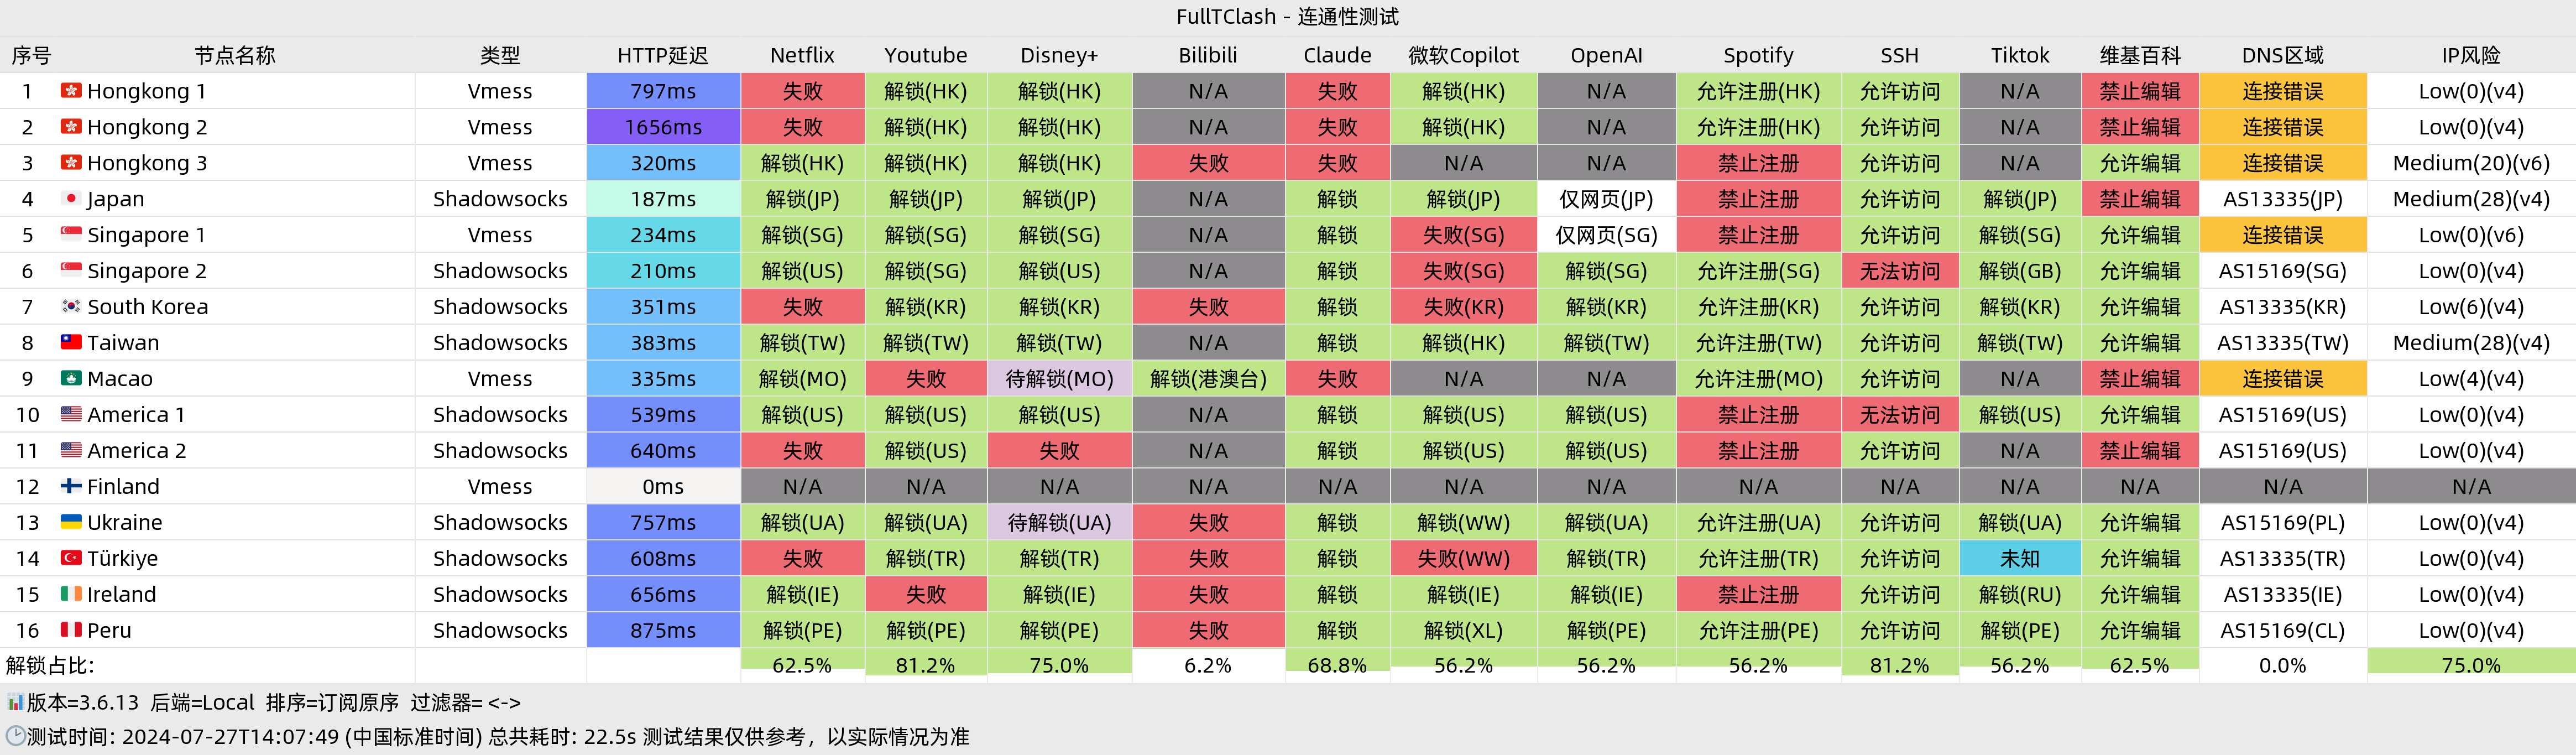 FullTClash - 连通性测试
序号 节点名称 类型 HTTP延迟 Netflix Youtube Disney+ Bilibili Claude 微软Copilot OpenAI Spotify SSH Tiktok 维基百科 DNS区域 IP风险
1 Hongkong 1 Vmess 797ms 失败 解锁(HK) 解锁(HK) N/A 失败 解锁(HK) N/A 允许注册(HK) 允许访问 N/A 禁止编辑 连接错误 Low(0)(v4)
2 Hongkong 2 Vmess 1656ms 失败 解锁(HK) 解锁(HK) N/A 失败 解锁(HK) N/A 允许注册(HK) 允许访问 N/A 禁止编辑 连接错误 Low(0)(v4)
3 Hongkong 3 Vmess 320ms 解锁(HK) 解锁(HK) 解锁(HK) 失败 失败 N/A N/A 禁止注册 允许访问 N/A 允许编辑 连接错误 Medium(20)(v6)
4 Japan Shadowsocks 187ms 解锁(JP) 解锁(JP) 解锁(JP) N/A 解锁 解锁(JP) 仅网页(JP) 禁止注册 允许访问 解锁(JP) 禁止编辑 AS13335(JP) Medium(28)(v4)
5 Singapore 1 Vmess 234ms 解锁(SG) 解锁(SG) 解锁(SG) N/A 解锁 失败(SG) 仅网页(SG) 禁止注册 允许访问 解锁(SG) 允许编辑 连接错误 Low(0)(v6)
6 Singapore 2 Shadowsocks 210ms 解锁(US) 解锁(SG) 解锁(US) N/A 解锁 失败(SG) 解锁(SG) 允许注册(SG) 无法访问 解锁(GB) 允许编辑 AS15169(SG) Low(0)(v4)
7 South Korea Shadowsocks 351ms 失败 解锁(KR) 解锁(KR) 失败 解锁 失败(KR) 解锁(KR) 允许注册(KR) 允许访问 解锁(KR) 允许编辑 AS13335(KR) Low(6)(v4)
8 Taiwan Shadowsocks 383ms 解锁(TW) 解锁(TW) 解锁(TW) N/A 解锁 解锁(HK) 解锁(TW) 允许注册(TW) 允许访问 解锁(TW) 允许编辑 AS13335(TW) Medium(28)(v4)
9 Macao Vmess 335ms 解锁(MO) 失败 待解锁(MO) 解锁(港澳台) 失败 N/A N/A 允许注册(MO) 允许访问 N/A 禁止编辑 连接错误 Low(4)(v4)
10 America 1 Shadowsocks 539ms 解锁(US) 解锁(US) 解锁(US) N/A 解锁 解锁(US) 解锁(US) 禁止注册 无法访问 解锁(US) 允许编辑 AS15169(US) Low(0)(v4)
11 America 2 Shadowsocks 640ms 失败 解锁(US) 失败 N/A 解锁 解锁(US) 解锁(US) 禁止注册 允许访问 N/A 禁止编辑 AS15169(US) Low(0)(v4)
12 Finland Vmess 0ms N/A N/A N/A N/A N/A N/A N/A N/A N/A N/A N/A N/A N/A
13 Ukraine Shadowsocks 757ms 解锁(UA) 解锁(UA) 待解锁(UA) 失败 解锁 解锁(WW) 解锁(UA) 允许注册(UA) 允许访问 解锁(UA) 允许编辑 AS15169(PL) Low(0)(v4)
14 Türkiye Shadowsocks 608ms 失败 解锁(TR) 解锁(TR) 失败 解锁 失败(WW) 解锁(TR) 允许注册(TR) 允许访问 未知 允许编辑 AS13335(TR) Low(0)(v4)
15 Ireland Shadowsocks 656ms 解锁(IE) 失败 解锁(IE) 失败 解锁 解锁(IE) 解锁(IE) 禁止注册 允许访问 解锁(RU) 允许编辑 AS13335(IE) Low(0)(v4)
16 Peru Shadowsocks 875ms 解锁(PE) 解锁(PE) 解锁(PE) 失败 解锁 解锁(XL) 解锁(PE) 允许注册(PE) 允许访问 解锁(PE) 允许编辑 AS15169(CL) Low(0)(v4)
解锁占比: 62.5% 81.2% 75.0% 6.2% 68.8% 56.2% 56.2% 56.2% 81.2% 56.2% 62.5% 0.0% 75.0%
版本=3.6.13 后端=Local 排序=订阅原序 过滤器= <->
测试时间: 2024-07-27T14:07:49 (中国标准时间) 总共耗时: 22.5s 测试结果仅供参考，以实际情况为准